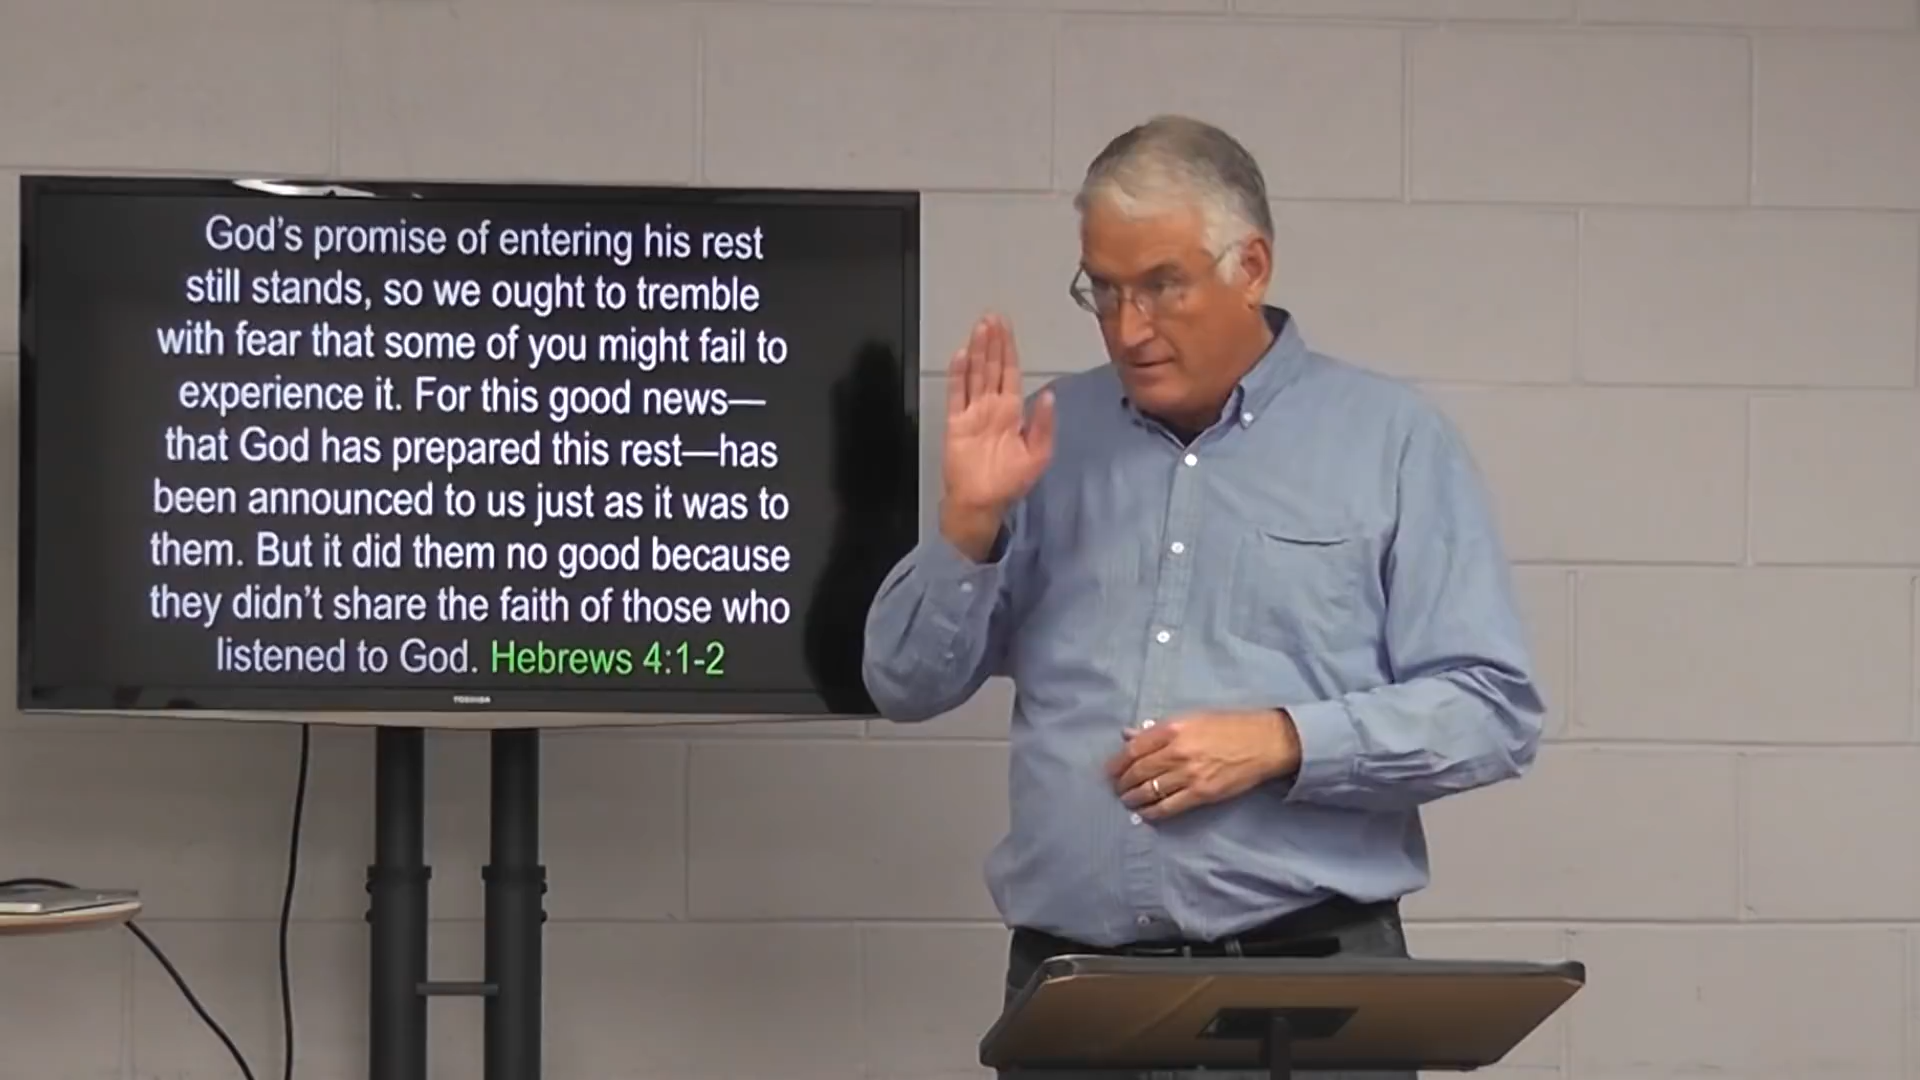 God’s promise of entering his rest
still stands, so we ought to tremble
with fear that some of you might fail to
experience it. For this good news—
that God has prepared this rest—has
been announced to us just as it was to
them. But it did them no good because
they didn’t share the faith of those who
listened to God. Hebrews 4:1-2
TOSHIBA